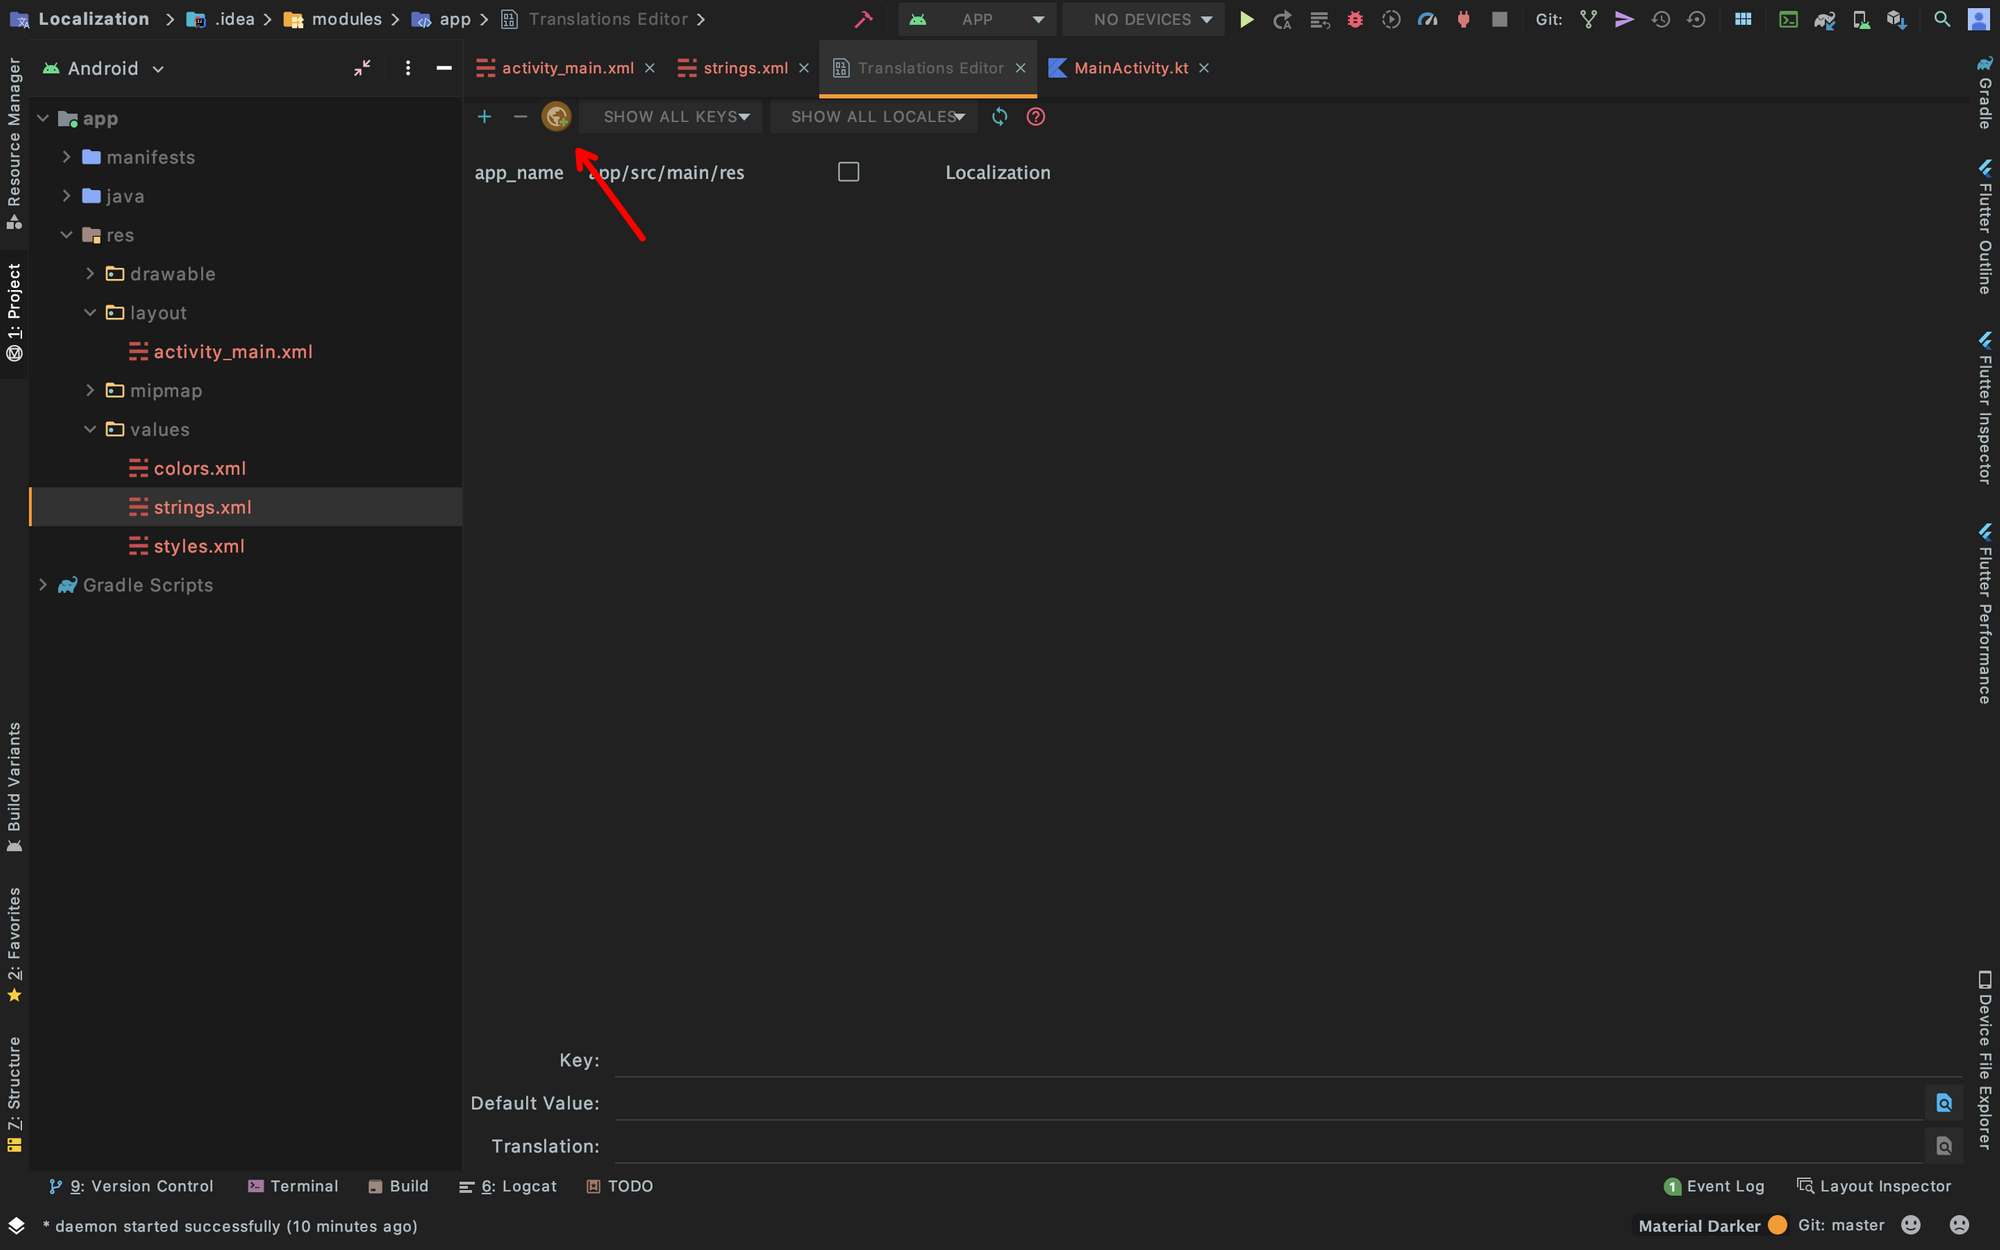 Localization .idea modules app Translations Editor APP NO DEVICES Git:
Android
activity_main.xml strings.xml Translations Editor MainActivity.kt
SHOW ALL KEYS SHOW ALL LOCALES
app_name app/src/main/res Localization
app
manifests
java
res
drawable
layout
activity_main.xml
mipmap
values
colors.xml
strings.xml
styles.xml
Gradle Scripts
Resource Manager
1: Project
Build Variants
2: Favorites
7: Structure
Gradle
Flutter Outline
Flutter Inspector
Flutter Performance
Device File Explorer
Key:
Default Value:
Translation:
9: Version Control Terminal Build 6: Logcat TODO 1 Event Log Layout Inspector
* daemon started successfully (10 minutes ago) Material Darker Git: master